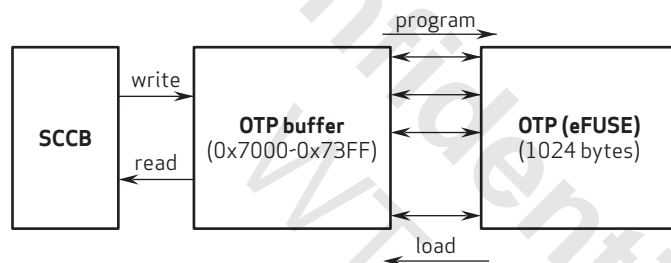 program
write
SCCB
OTP buffer
(0x7000-0x73FF)
OTP (eFUSE)
(1024 bytes)
read
load